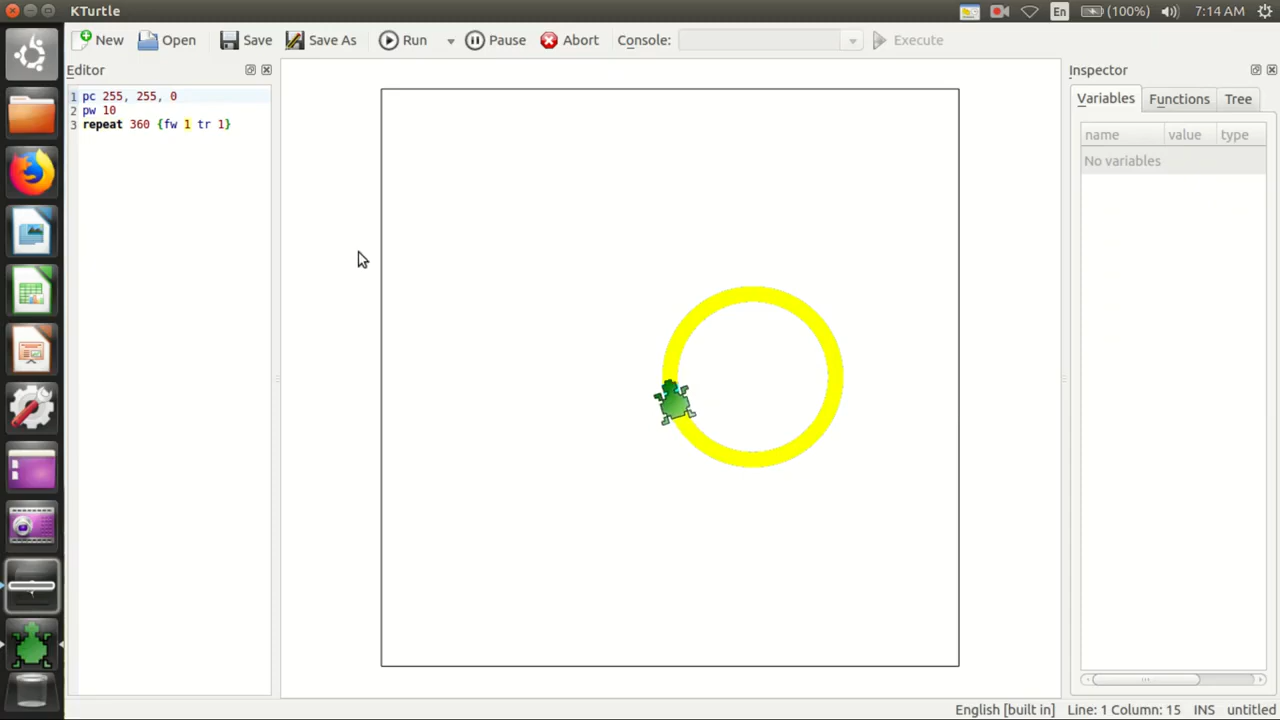 KTurtle
En
(100%)
7:14 AM
New
Open
Save
Save As
Run
Pause
Abort
Console:
Execute
Editor
1 pc 255, 255, 0
2 pw 10
3 repeat 360 {fw 1 tr 1}
Inspector
Variables
Functions
Tree
name
value
type
No variables
English [built in]
Line: 1 Column: 15
INS
untitled